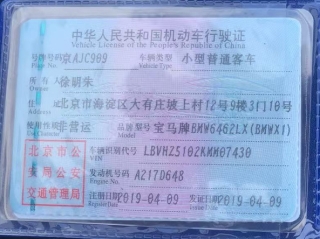 中华人民共和国机动车行驶证
Vehicle License of the People's Republic of China
号牌号码 京AJC989 车辆类型 小型普通客车
Plate No. Vehicle Type
所有人 徐明朱
住址 北京市海淀区大有庄坡上村12号9楼3门10号
使用性质 非营运 品牌型号 宝马牌BMW6462LX(BMWX1)
北京市公 车辆识别代号 LBVHZ5102KMM07430
VIN
安局公安 发动机号码 A217D648
Engine No.
交通管理局 注册日期 2019-04-09 发证日期 2019-04-09
Register Date Issue Date